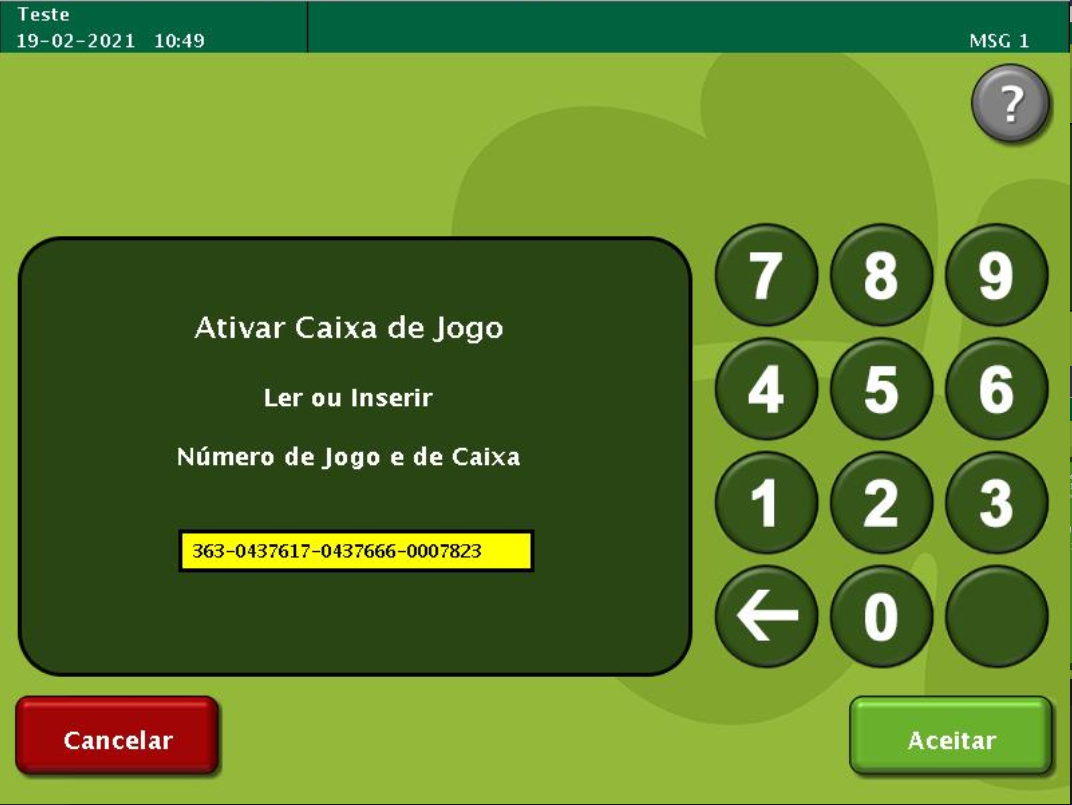 Teste
19-02-2021 10:49
MSG 1
?
Ativar Caixa de Jogo
Ler ou Inserir
Número de Jogo e de Caixa
363-0437617-0437666-0007823
7 8 9
4 5 6
1 2 3
← 0
Cancelar
Aceitar